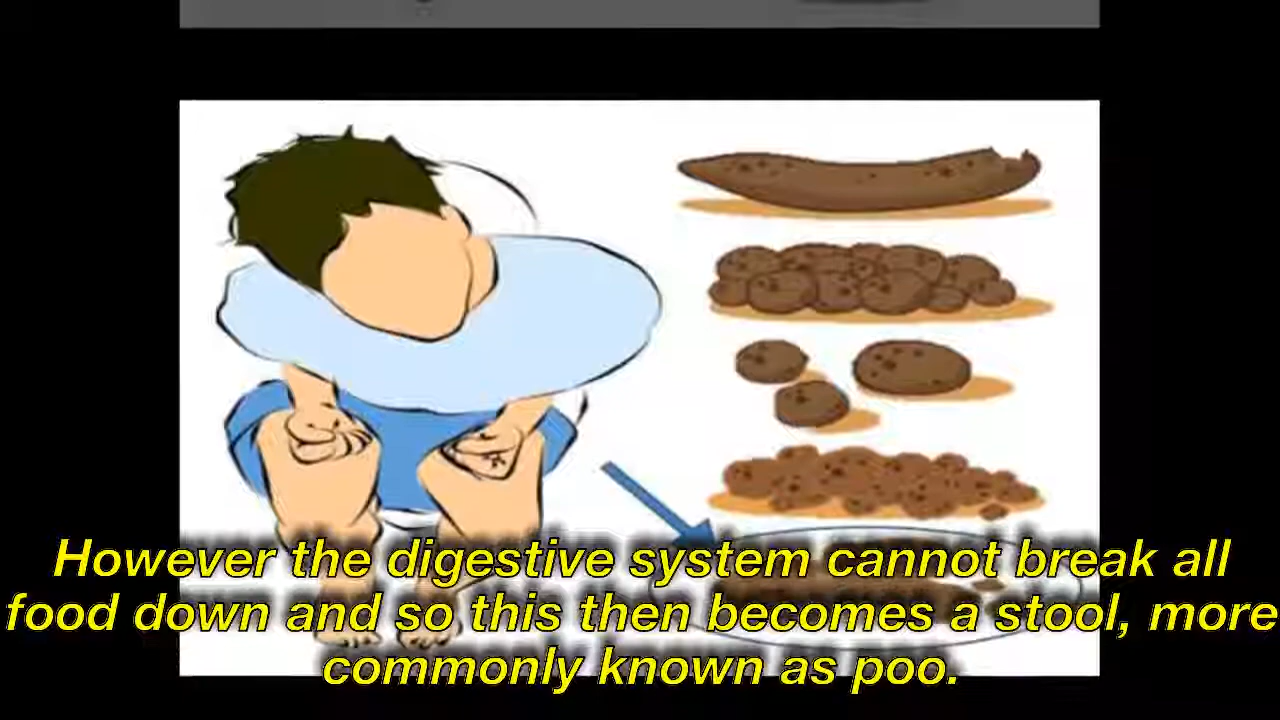 However the digestive system cannot break all
food down and so this then becomes a stool, more
commonly known as poo.